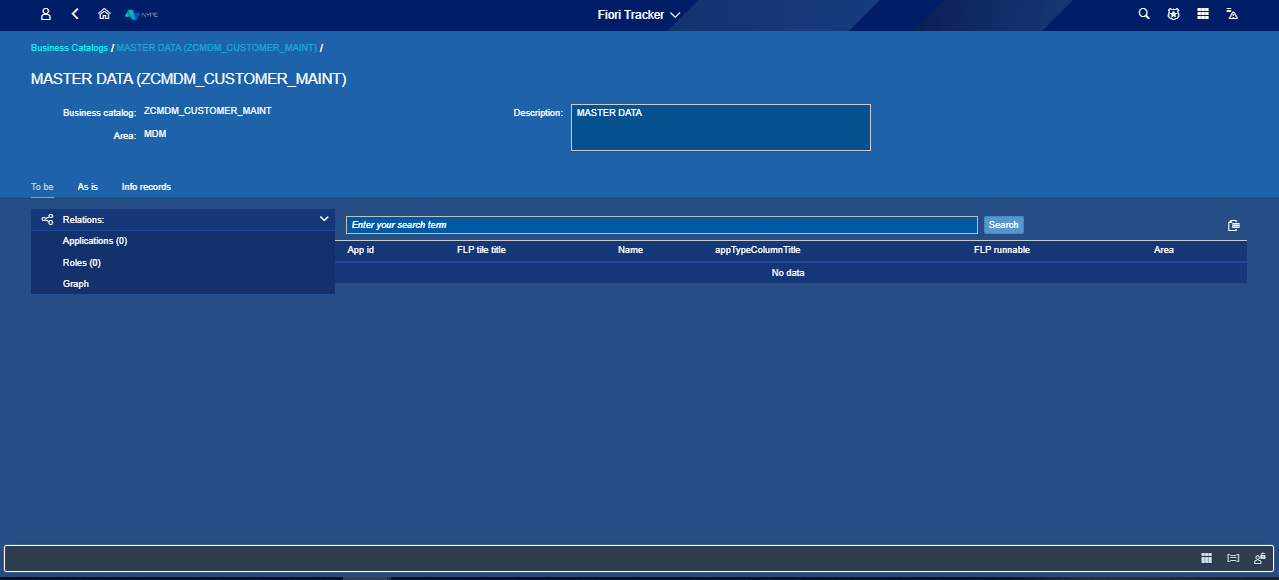 NYPE
Fiori Tracker
Business Catalogs / MASTER DATA (ZCMDM_CUSTOMER_MAINT) /
MASTER DATA (ZCMDM_CUSTOMER_MAINT)
Business catalog: ZCMDM_CUSTOMER_MAINT
Description: MASTER DATA
Area: MDM
To be As is Info records
Relations:
Applications (0)
Roles (0)
Graph
Enter your search term Search
App id FLP tile title Name appTypeColumnTitle FLP runnable Area
No data